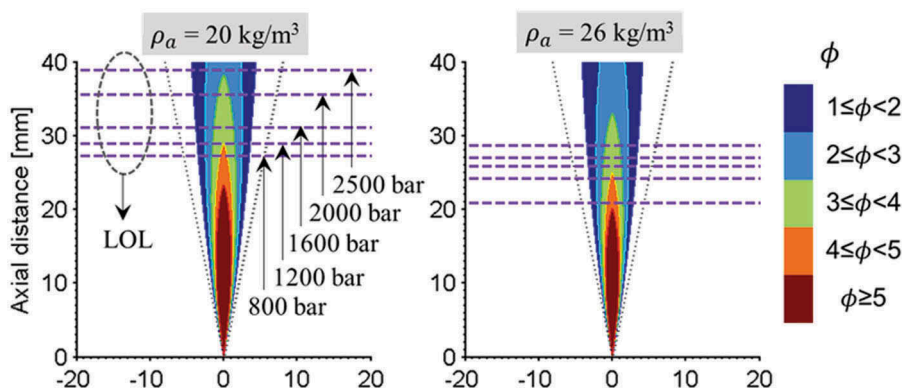 ρₐ = 20 kg/m³
ρₐ = 26 kg/m³
ϕ
Axial distance [mm]
40
30
20
10
0
-20
-10
0
10
20
LOL
2500 bar
2000 bar
1600 bar
1200 bar
800 bar
40
30
20
10
0
-20
-10
0
10
20
1≤ϕ<2
2≤ϕ<3
3≤ϕ<4
4≤ϕ<5
ϕ≥5